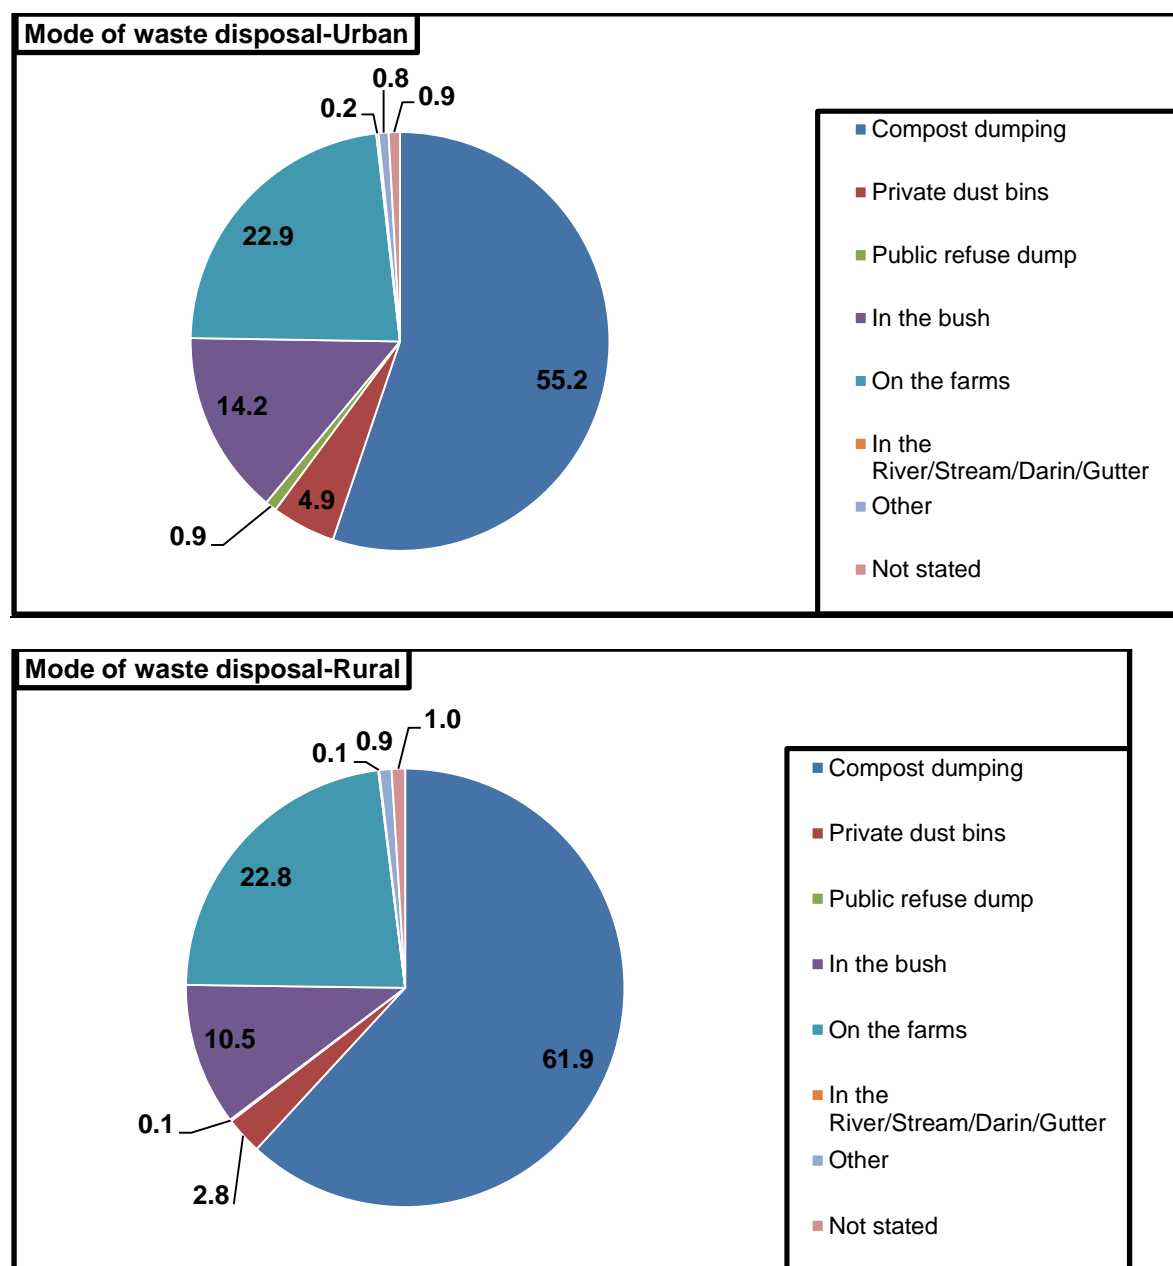 Mode of waste disposal-Urban
0.8
0.2
0.9
22.9
55.2
14.2
4.9
0.9
Compost dumping
Private dust bins
Public refuse dump
In the bush
On the farms
In the
River/Stream/Darin/Gutter
Other
Not stated
Mode of waste disposal-Rural
1.0
0.9
0.1
22.8
10.5
61.9
0.1
2.8
Compost dumping
Private dust bins
Public refuse dump
In the bush
On the farms
In the
River/Stream/Darin/Gutter
Other
Not stated